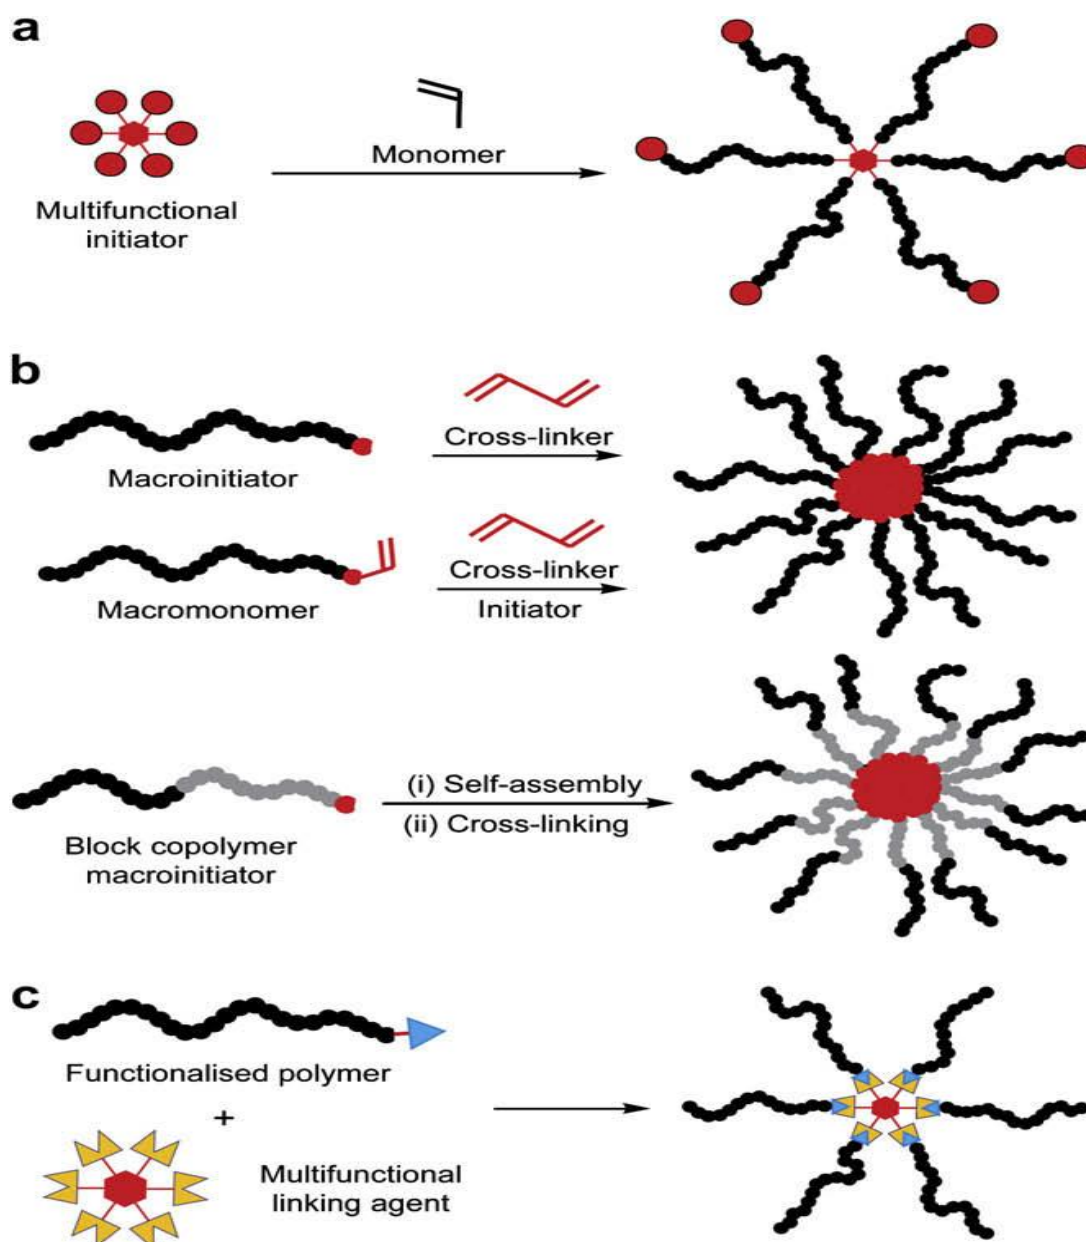 a
Monomer
Multifunctional
initiator
b
Cross-linker
Macroinitiator
Cross-linker
Initiator
Macromonomer
(i) Self-assembly
(ii) Cross-linking
Block copolymer
macroinitiator
c
Functionalised polymer
+
Multifunctional
linking agent